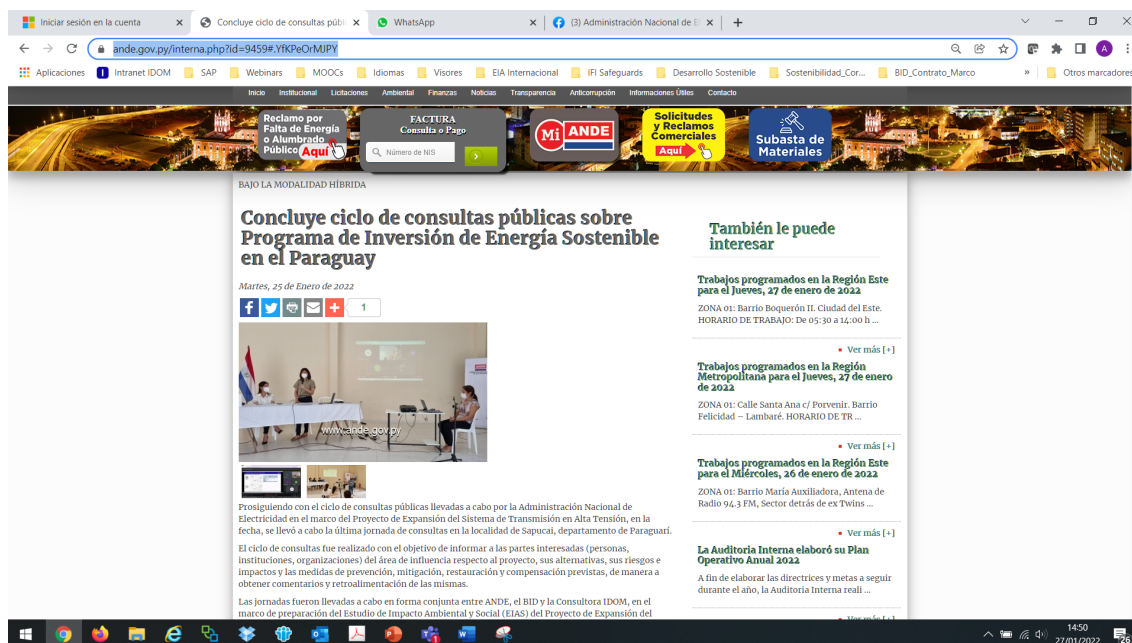 Iniciar sesión en la cuenta
Concluye ciclo de consultas públi
WhatsApp
(3) Administración Nacional de E
ande.gov.py/interna.php?id=9459#.YfKPeOrMJPY
A
Aplicaciones
Intranet IDOM
SAP
Webinars
MOOCs
Idiomas
Visores
EIA Internacional
IFI Safeguards
Desarrollo Sostenible
Sostenibilidad_Cor...
BID_Contrato_Marco
»
Otros marcadores
Inicio Institucional Licitaciones Ambiental Finanzas Noticias Transparencia Anticorrupción Informaciones Útiles Contacto
Reclamo por
Falta de Energía
o Alumbrado
Público Aquí
FACTURA
Consulta o Pago
Número de NIS
Mi ANDE
Solicitudes
y Reclamos
Comerciales
Aquí
Subasta de
Materiales
BAJO LA MODALIDAD HÍBRIDA
Concluye ciclo de consultas públicas sobre
Programa de Inversión de Energía Sostenible
en el Paraguay
Martes, 25 de Enero de 2022
1
www.ande.gov.py
Prosiguiendo con el ciclo de consultas públicas llevadas a cabo por la Administración Nacional de
Electricidad en el marco del Proyecto de Expansión del Sistema de Transmisión en Alta Tensión, en la
fecha, se llevó a cabo la última jornada de consultas en la localidad de Sapucai, departamento de Paraguarí.
El ciclo de consultas fue realizado con el objetivo de informar a las partes interesadas (personas,
instituciones, organizaciones) del área de influencia respecto al proyecto, sus alternativas, sus riesgos e
impactos y las medidas de prevención, mitigación, restauración y compensación previstas, de manera a
obtener comentarios y retroalimentación de las mismas.
Las jornadas fueron llevadas a cabo en forma conjunta entre ANDE, el BID y la Consultora IDOM, en el
marco de preparación del Estudio de Impacto Ambiental y Social (EIAS) del Proyecto de Expansión del
También le puede
interesar
Trabajos programados en la Región Este
para el Jueves, 27 de enero de 2022
ZONA 01: Barrio Boquerón II. Ciudad del Este.
HORARIO DE TRABAJO: De 05:30 a 14:00 h ...
Ver más [+]
Trabajos programados en la Región
Metropolitana para el Jueves, 27 de enero
de 2022
ZONA 01: Calle Santa Ana c/ Porvenir. Barrio
Felicidad – Lambaré. HORARIO DE TR ...
Ver más [+]
Trabajos programados en la Región Este
para el Miércoles, 26 de enero de 2022
ZONA 01: Barrio María Auxiliadora, Antena de
Radio 94.3 FM, Sector detrás de ex Twins ...
Ver más [+]
La Auditoria Interna elaboró su Plan
Operativo Anual 2022
A fin de elaborar las directrices y metas a seguir
durante el año, la Auditoria Interna reali ...
Ver más [+]
14:50
27/01/2022
26